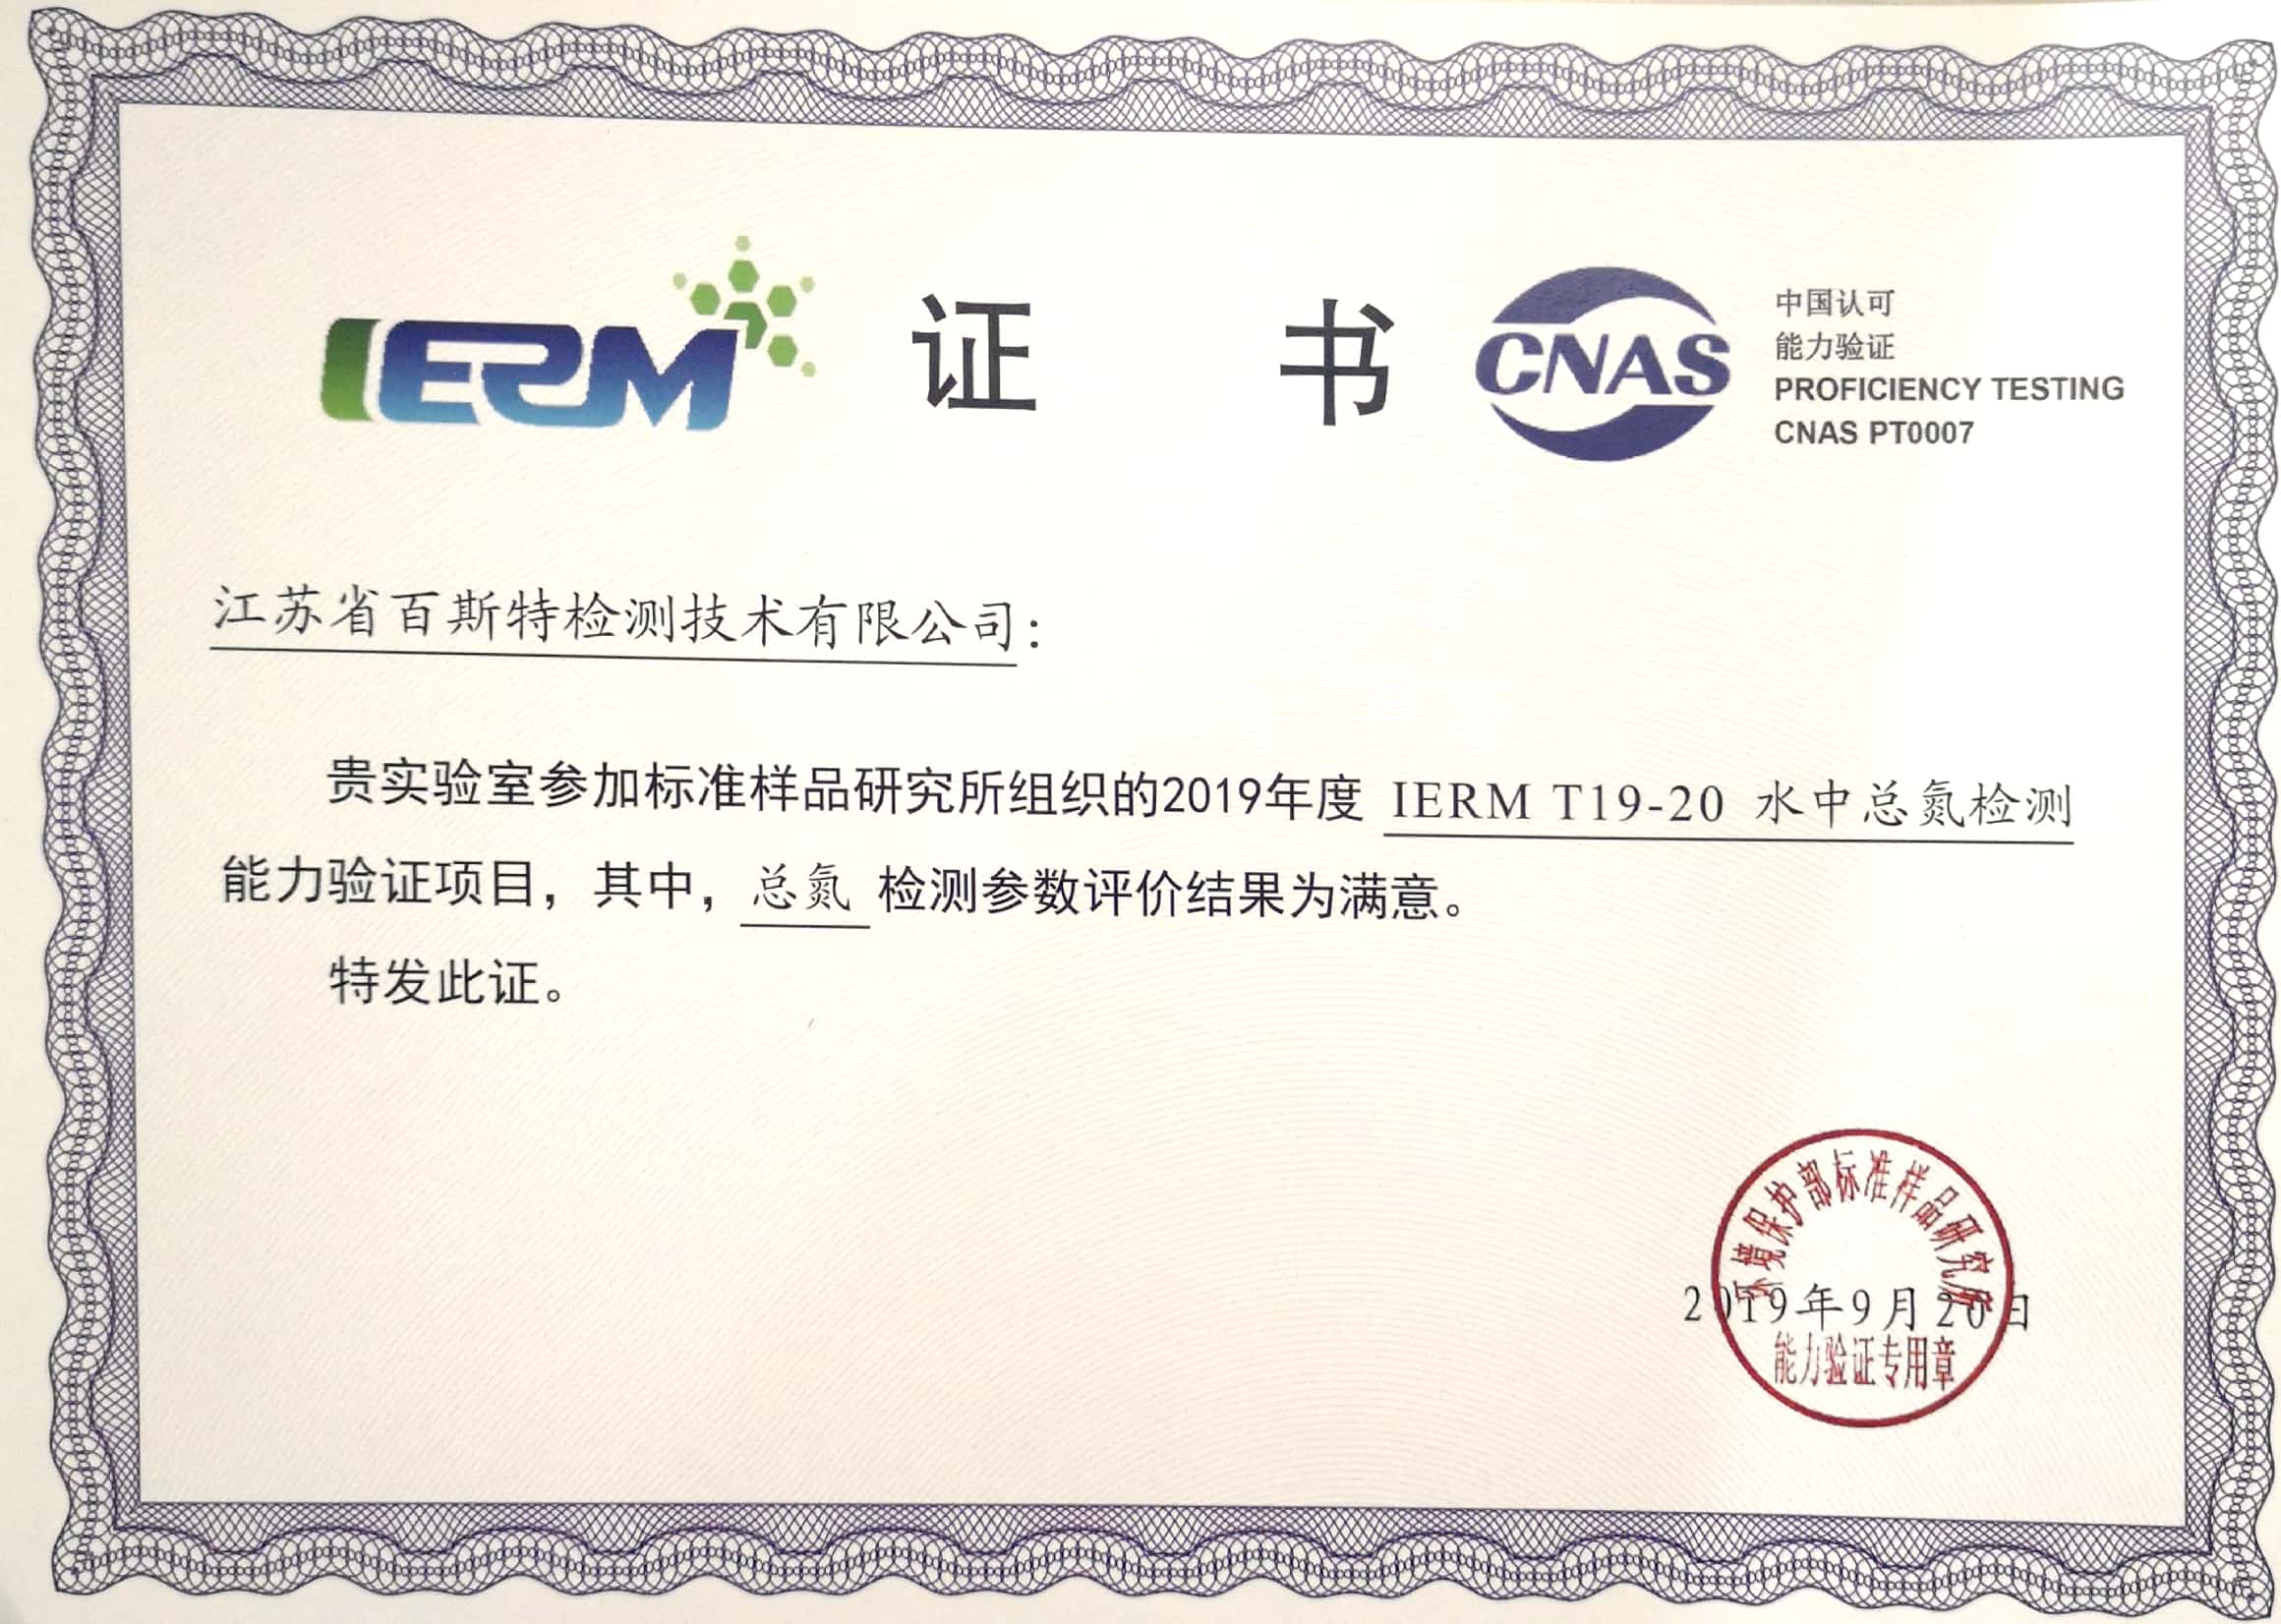 IERM
证 书
CNAS
中国认可
能力验证
PROFICIENCY TESTING
CNAS PT0007
江苏省百斯特检测技术有限公司:
贵实验室参加标准样品研究所组织的2019年度 IERM T19-20 水中总氮检测
能力验证项目，其中，总氮 检测参数评价结果为满意。
特发此证。
环境保护部标准样品研究所
2019年9月20日
能力验证专用章